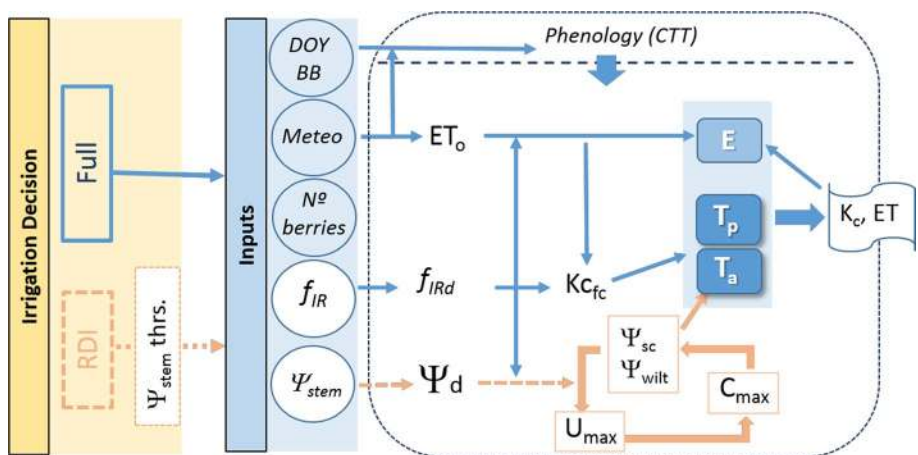 Irrigation Decision
Full
RDI
Ψstem thrs.
Inputs
DOY
BB
Meteo
Nº
berries
fIR
Ψstem
Phenology (CTT)
ETo
fIRd
Ψd
Kcfc
E
Tp
Ta
Kc, ET
Ψsc
Ψwilt
Cmax
Umax